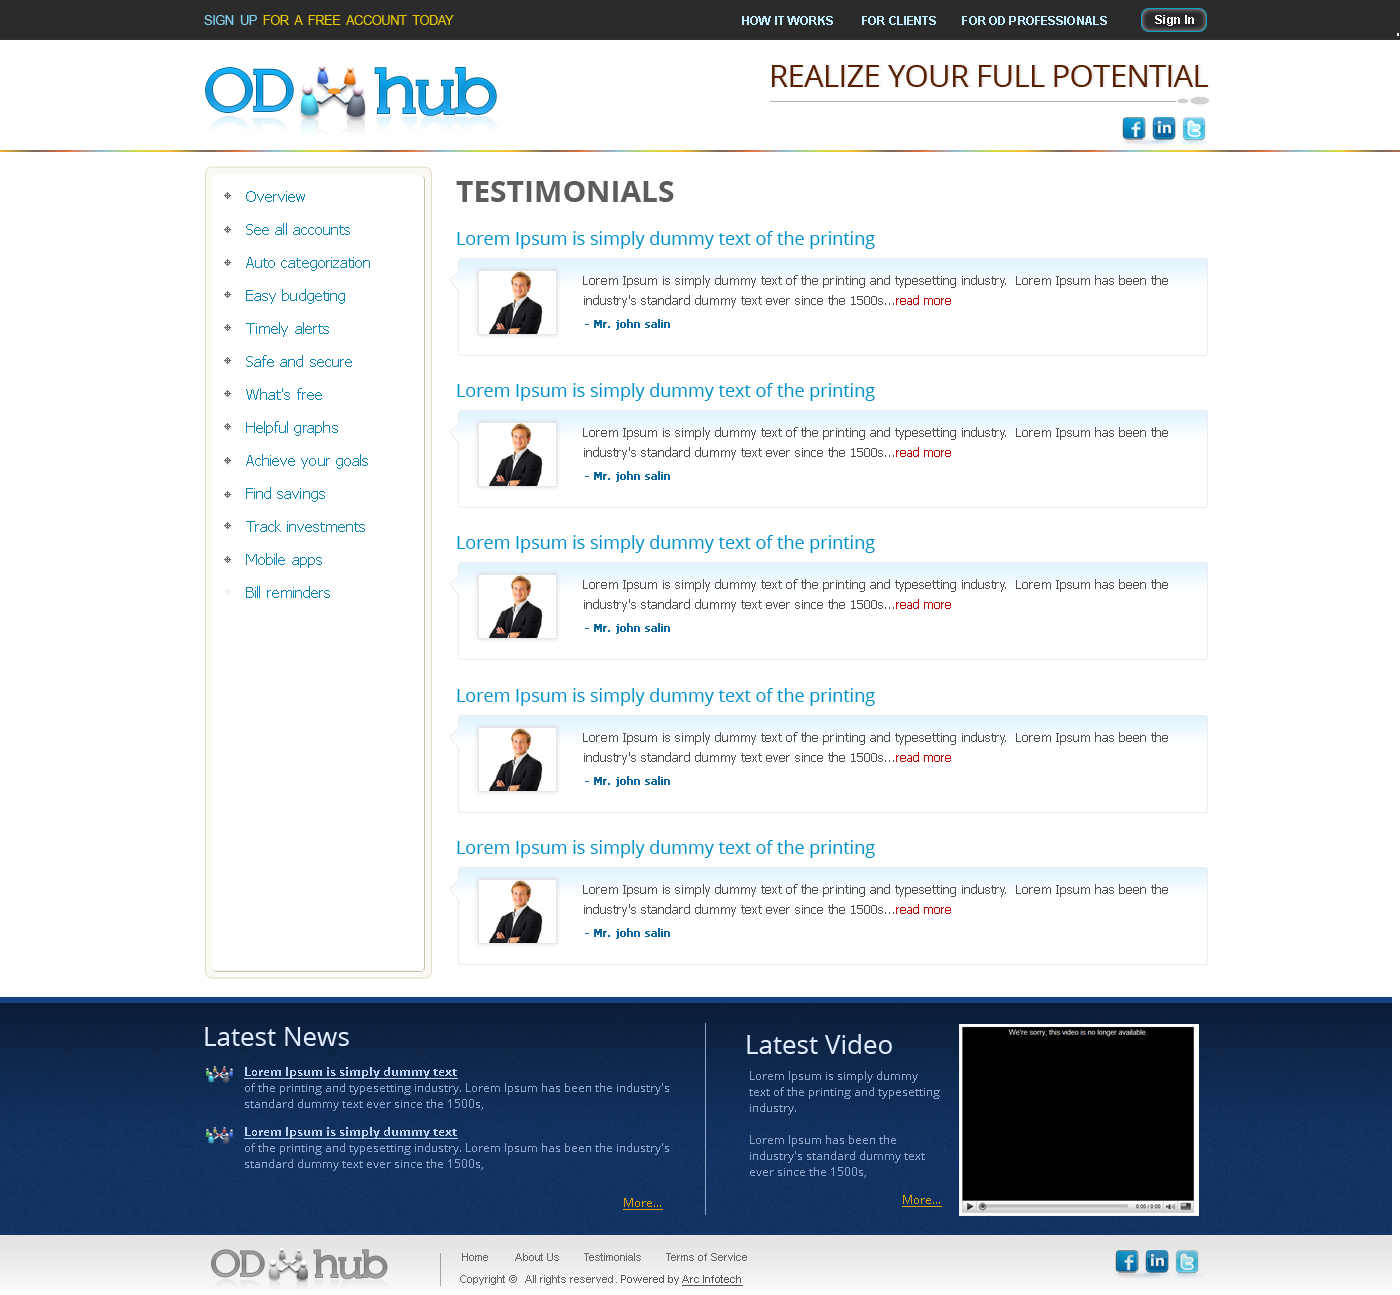 SIGN UP FOR A FREE ACCOUNT TODAY
HOW IT WORKS FOR CLIENTS FOR OD PROFESSIONALS Sign In
OD hub
REALIZE YOUR FULL POTENTIAL
f in t
Overview
See all accounts
Auto categorization
Easy budgeting
Timely alerts
Safe and secure
What's free
Helpful graphs
Achieve your goals
Find savings
Track investments
Mobile apps
Bill reminders
TESTIMONIALS
Lorem Ipsum is simply dummy text of the printing
Lorem Ipsum is simply dummy text of the printing and typesetting industry. Lorem Ipsum has been the
industry's standard dummy text ever since the 1500s...read more
- Mr. john salin
Lorem Ipsum is simply dummy text of the printing
Lorem Ipsum is simply dummy text of the printing and typesetting industry. Lorem Ipsum has been the
industry's standard dummy text ever since the 1500s...read more
- Mr. john salin
Lorem Ipsum is simply dummy text of the printing
Lorem Ipsum is simply dummy text of the printing and typesetting industry. Lorem Ipsum has been the
industry's standard dummy text ever since the 1500s...read more
- Mr. john salin
Lorem Ipsum is simply dummy text of the printing
Lorem Ipsum is simply dummy text of the printing and typesetting industry. Lorem Ipsum has been the
industry's standard dummy text ever since the 1500s...read more
- Mr. john salin
Lorem Ipsum is simply dummy text of the printing
Lorem Ipsum is simply dummy text of the printing and typesetting industry. Lorem Ipsum has been the
industry's standard dummy text ever since the 1500s...read more
- Mr. john salin
Latest News
Lorem Ipsum is simply dummy text
of the printing and typesetting industry. Lorem Ipsum has been the industry's
standard dummy text ever since the 1500s,
Lorem Ipsum is simply dummy text
of the printing and typesetting industry. Lorem Ipsum has been the industry's
standard dummy text ever since the 1500s,
More...
Latest Video
Lorem Ipsum is simply dummy
text of the printing and typesetting
industry.
Lorem Ipsum has been the
industry's standard dummy text
ever since the 1500s,
More...
We're sorry, this video is no longer available.
0:00 / 0:00
OD hub
Home About Us Testimonials Terms of Service
Copyright © All rights reserved. Powered by Arc Infotech
f in t